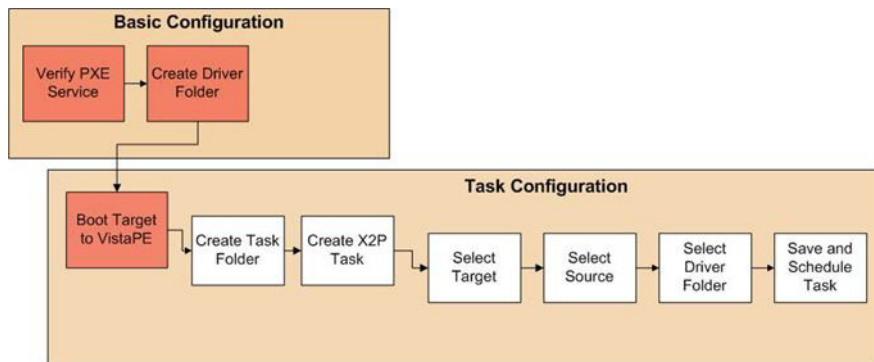 Basic Configuration
Verify PXE
Service
Create Driver
Folder
Task Configuration
Boot Target
to VistaPE
Create Task
Folder
Create X2P
Task
Select
Target
Select
Source
Select
Driver
Folder
Save and
Schedule
Task